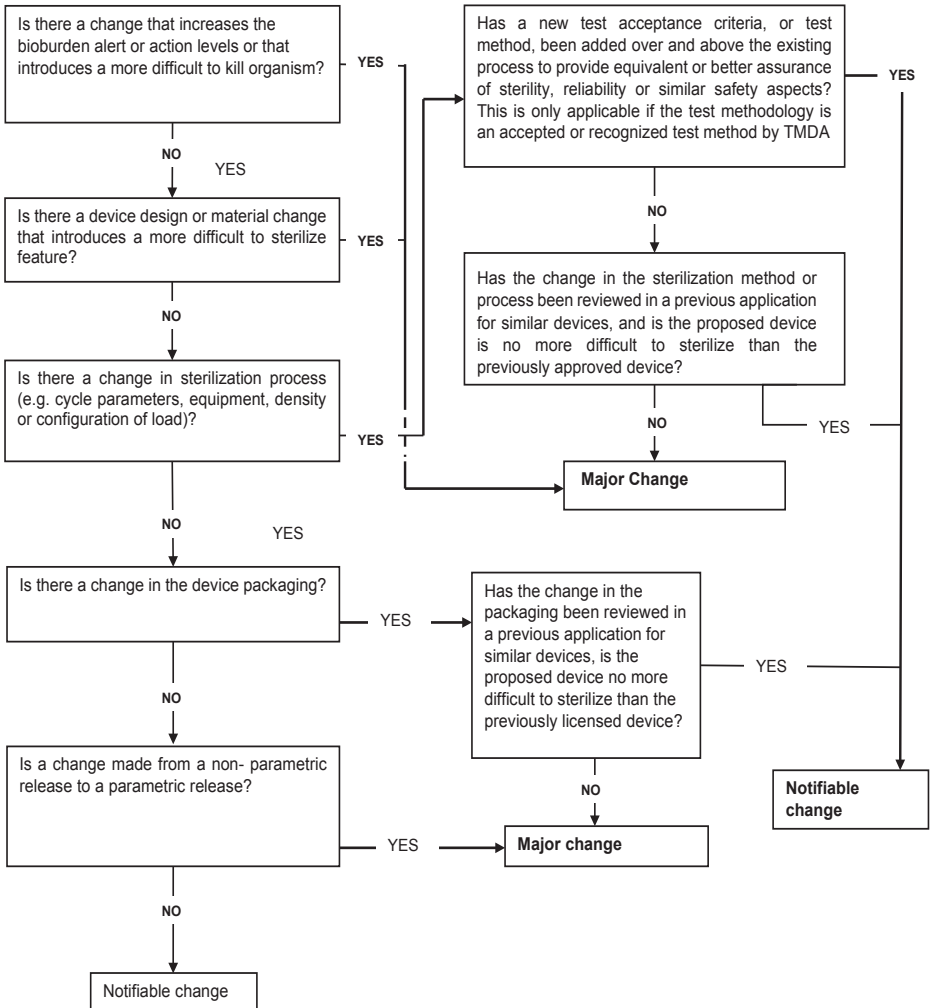 Is there a change that increases the
bioburden alert or action levels or that
introduces a more difficult to kill organism?
YES
NO
YES
Is there a device design or material change
that introduces a more difficult to sterilize
feature?
YES
NO
Is there a change in sterilization process
(e.g. cycle parameters, equipment, density
or configuration of load)?
YES
NO
YES
Is there a change in the device packaging?
YES
NO
Is a change made from a non- parametric
release to a parametric release?
YES
NO
Notifiable change
Has a new test acceptance criteria, or test
method, been added over and above the existing
process to provide equivalent or better assurance
of sterility, reliability or similar safety aspects?
This is only applicable if the test methodology is
an accepted or recognized test method by TMDA
YES
NO
Has the change in the sterilization method or
process been reviewed in a previous application
for similar devices, and is the proposed device
is no more difficult to sterilize than the
previously approved device?
YES
NO
Major Change
Has the change in the
packaging been reviewed in
a previous application for
similar devices, is the
proposed device no more
difficult to sterilize than the
previously licensed device?
YES
NO
Major change
Notifiable
change